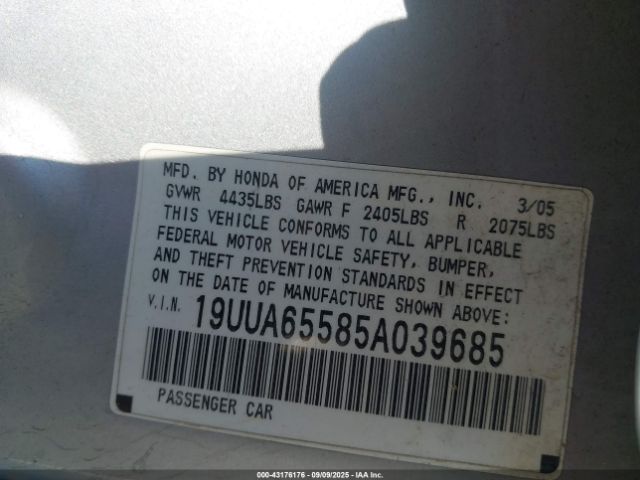 MFD. BY HONDA OF AMERICA MFG., INC. 3/05
GVWR 4435LBS GAWR F 2405LBS R 2075LBS
THIS VEHICLE CONFORMS TO ALL APPLICABLE
FEDERAL MOTOR VEHICLE SAFETY, BUMPER,
AND THEFT PREVENTION STANDARDS IN EFFECT
ON THE DATE OF MANUFACTURE SHOWN ABOVE:
V.I.N. 19UUA65585A039685
PASSENGER CAR
000-43176176 - 09/09/2025 - IAA Inc.